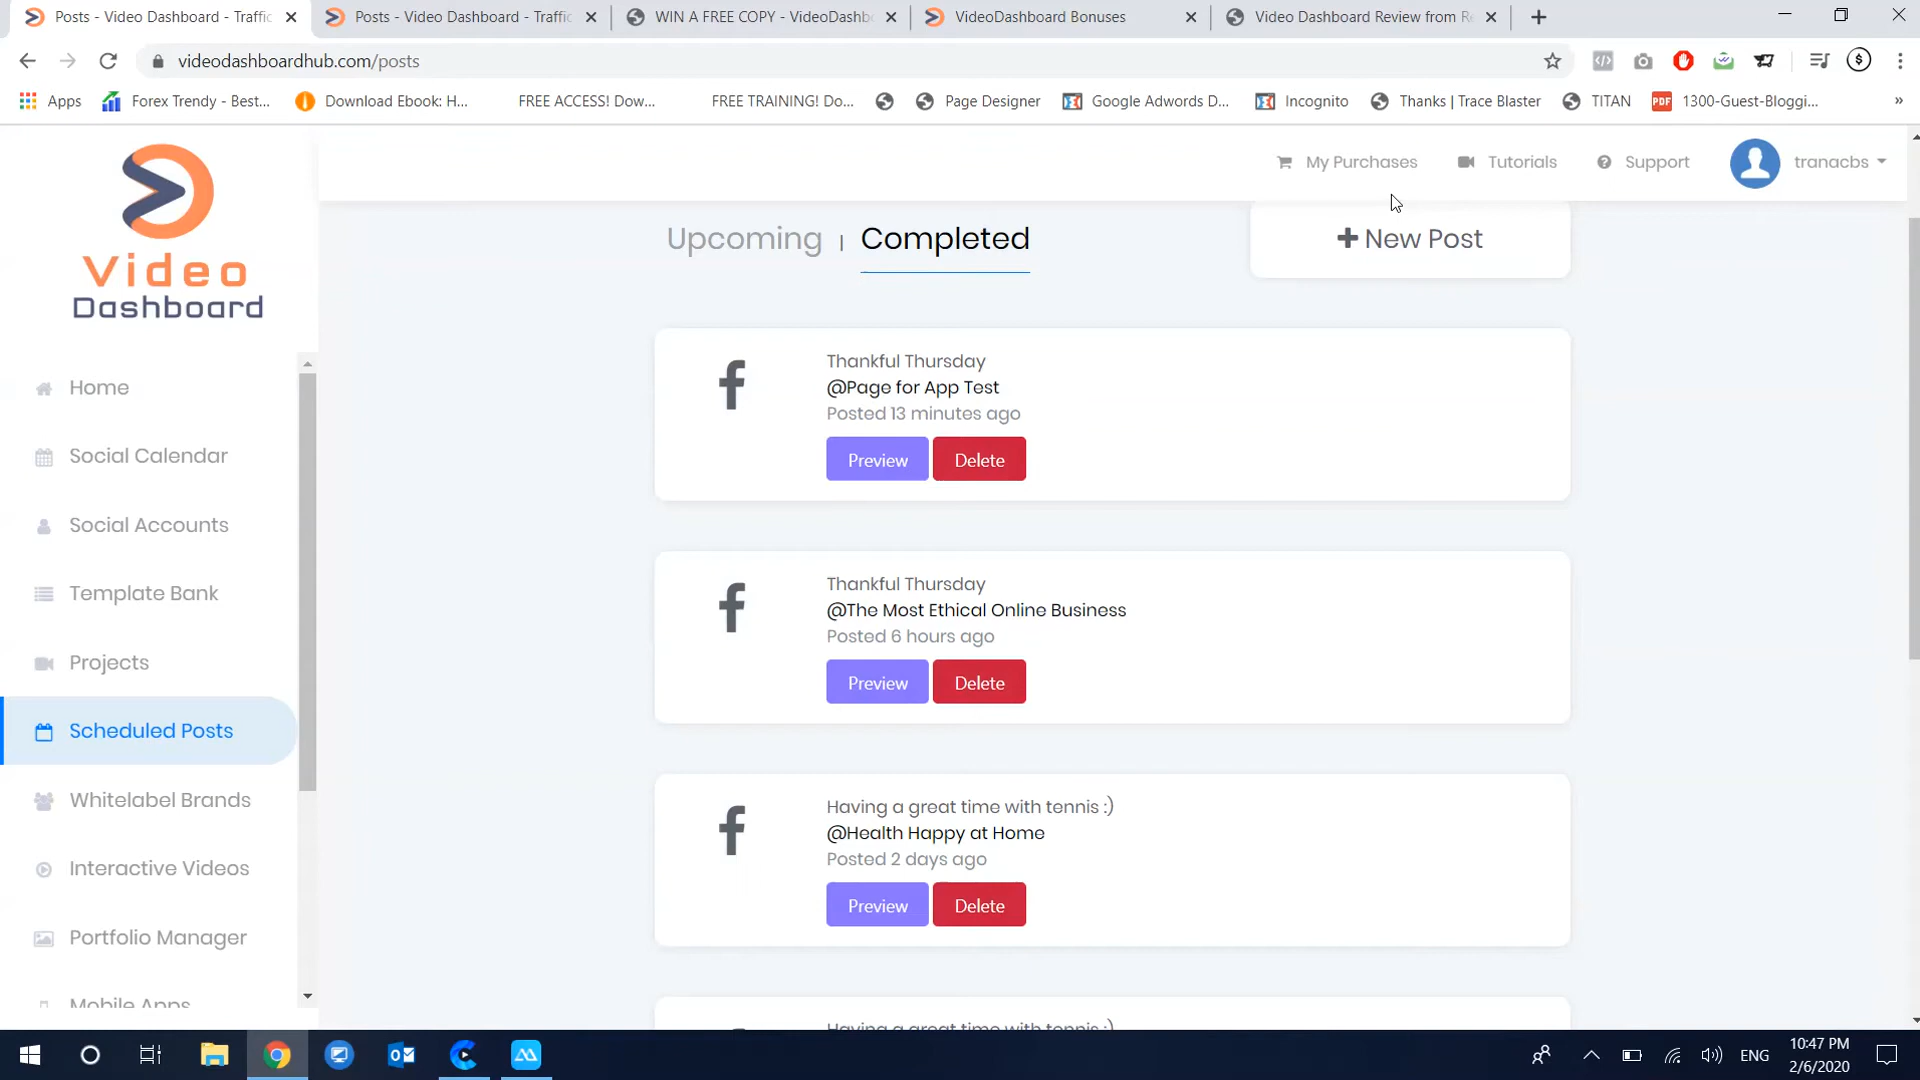 Posts - Video Dashboard - Traffic
Posts - Video Dashboard - Traffic
WIN A FREE COPY - VideoDashb
VideoDashboard Bonuses
Video Dashboard Review from Re
videodashboardhub.com/posts
Apps
Forex Trendy - Best...
Download Ebook: H...
FREE ACCESS! Dow...
FREE TRAINING! Do...
Page Designer
Google Adwords D...
Incognito
Thanks | Trace Blaster
TITAN
PDF
1300-Guest-Bloggi...
»
Video
Dashboard
My Purchases
Tutorials
Support
tranacbs
Upcoming | Completed
+ New Post
Home
Social Calendar
Social Accounts
Template Bank
Projects
Scheduled Posts
Whitelabel Brands
Interactive Videos
Portfolio Manager
Mobile Apps
Thankful Thursday
@Page for App Test
Posted 13 minutes ago
Preview
Delete
Thankful Thursday
@The Most Ethical Online Business
Posted 6 hours ago
Preview
Delete
Having a great time with tennis :)
@Health Happy at Home
Posted 2 days ago
Preview
Delete
Having a great time with tennis :)
ENG
10:47 PM
2/6/2020